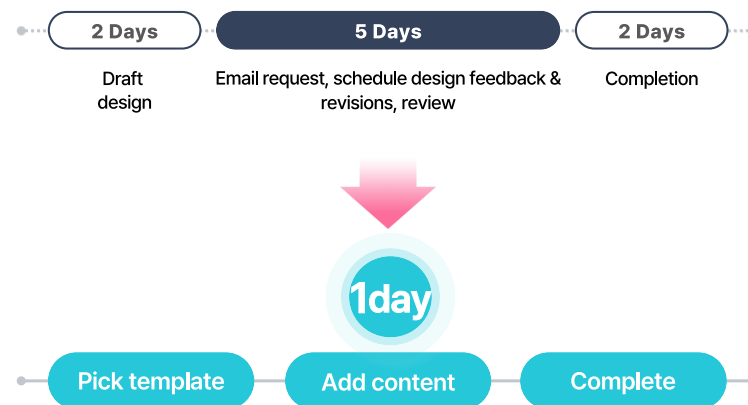 2 Days
5 Days
2 Days
Draft
design
Email request, schedule design feedback &
revisions, review
Completion
1day
Pick template
Add content
Complete